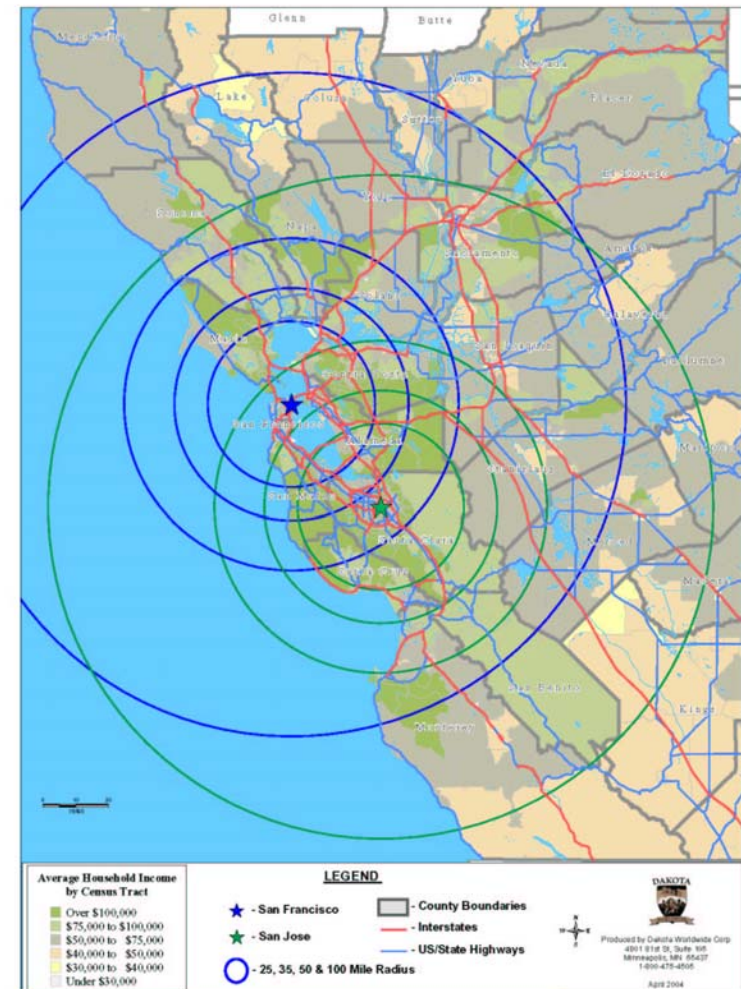 Glenn
Butte
Mendocino
Nevada
Yuba
Lake
Colusa
Placer
Sutter
El Dorado
Yolo
Sonoma
Napa
Amador
Sacramento
Solano
Calaveras
Marin
San Joaquin
Tuolumne
Contra Costa
San Francisco
Alameda
Mariposa
Stanislaus
San Mateo
Santa Clara
Merced
Santa Cruz
Madera
San Benito
Kings
Monterey
Average Household Income
by Census Tract
Over $100,000
$75,000 to $100,000
$50,000 to $75,000
$40,000 to $50,000
$30,000 to $40,000
Under $30,000
LEGEND
- San Francisco
- San Jose
- 25, 35, 50 & 100 Mile Radius
- County Boundaries
- Interstates
- US/State Highways
N
W
E
S
DAKOTA
Produced by Dakota Worldwide Corp
Minneapolis, MN 55437
April 2004